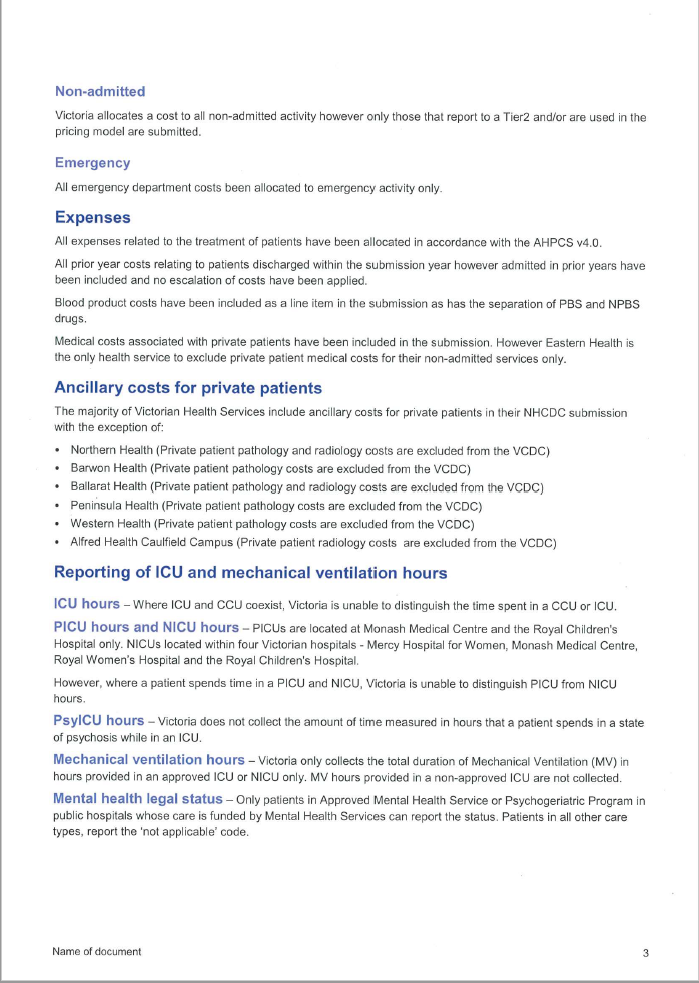 Non-admitted
Victoria allocates a cost to all non-admitted activity however only those that report to a Tier2 and/or are used in the
pricing model are submitted.
Emergency
All emergency department costs been allocated to emergency activity only.
Expenses
All expenses related to the treatment of patients have been allocated in accordance with the AHPCS v4.0.
All prior year costs relating to patients discharged within the submission year however admitted in prior years have
been included and no escalation of costs have been applied.
Blood product costs have been included as a line item in the submission as has the separation of PBS and NPBS
drugs.
Medical costs associated with private patients have been included in the submission. However Eastern Health is
the only health service to exclude private patient medical costs for their non-admitted services only.
Ancillary costs for private patients
The majority of Victorian Health Services include ancillary costs for private patients in their NHCDC submission
with the exception of:
• Northern Health (Private patient pathology and radiology costs are excluded from the VCDC)
• Barwon Health (Private patient pathology costs are excluded from the VCDC)
• Ballarat Health (Private patient pathology and radiology costs are excluded from the VCDC)
• Peninsula Health (Private patient pathology costs are excluded from the VCDC)
• Western Health (Private patient pathology costs are excluded from the VCDC)
• Alfred Health Caulfield Campus (Private patient radiology costs are excluded from the VCDC)
Reporting of ICU and mechanical ventilation hours
ICU hours – Where ICU and CCU coexist, Victoria is unable to distinguish the time spent in a CCU or ICU.
PICU hours and NICU hours – PICUs are located at Monash Medical Centre and the Royal Children's
Hospital only. NICUs located within four Victorian hospitals - Mercy Hospital for Women, Monash Medical Centre,
Royal Women's Hospital and the Royal Children's Hospital.
However, where a patient spends time in a PICU and NICU, Victoria is unable to distinguish PICU from NICU
hours.
PsyICU hours – Victoria does not collect the amount of time measured in hours that a patient spends in a state
of psychosis while in an ICU.
Mechanical ventilation hours – Victoria only collects the total duration of Mechanical Ventilation (MV) in
hours provided in an approved ICU or NICU only. MV hours provided in a non-approved ICU are not collected.
Mental health legal status – Only patients in Approved Mental Health Service or Psychogeriatric Program in
public hospitals whose care is funded by Mental Health Services can report the status. Patients in all other care
types, report the 'not applicable' code.
Name of document
3